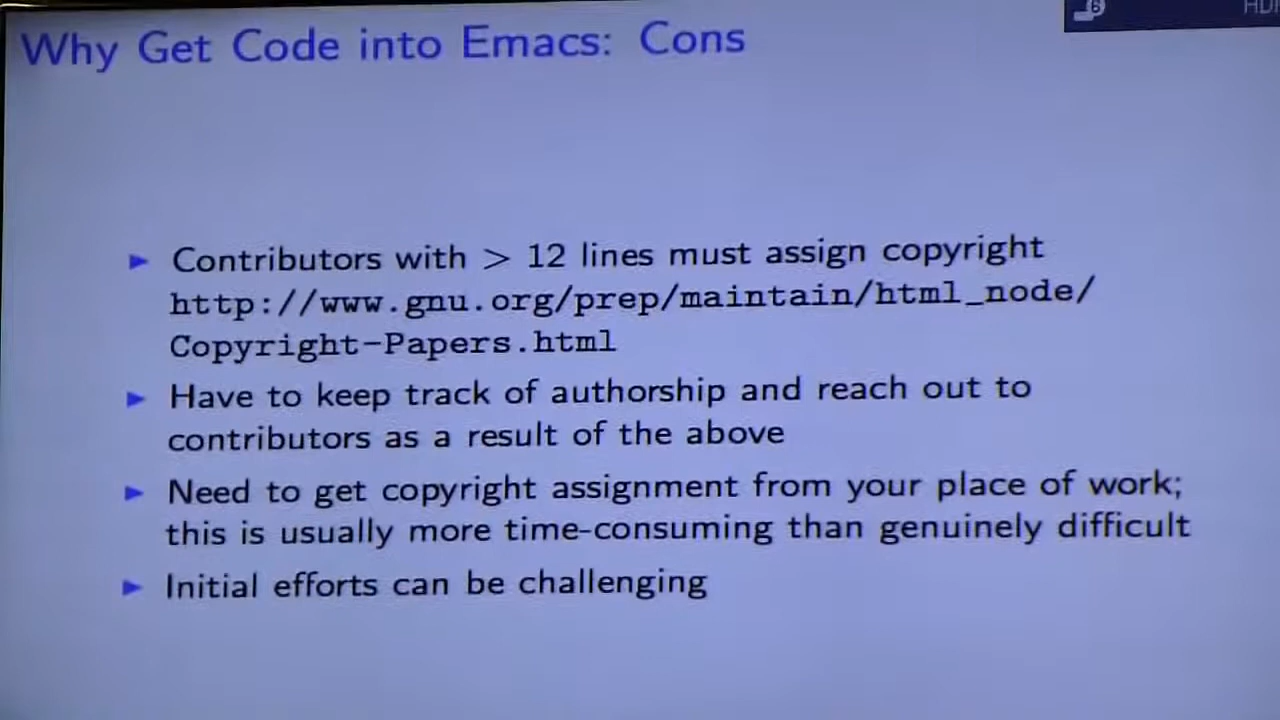 Why Get Code into Emacs: Cons
6
HDI
► Contributors with > 12 lines must assign copyright
http://www.gnu.org/prep/maintain/html_node/
Copyright-Papers.html
► Have to keep track of authorship and reach out to
contributors as a result of the above
► Need to get copyright assignment from your place of work;
this is usually more time-consuming than genuinely difficult
► Initial efforts can be challenging